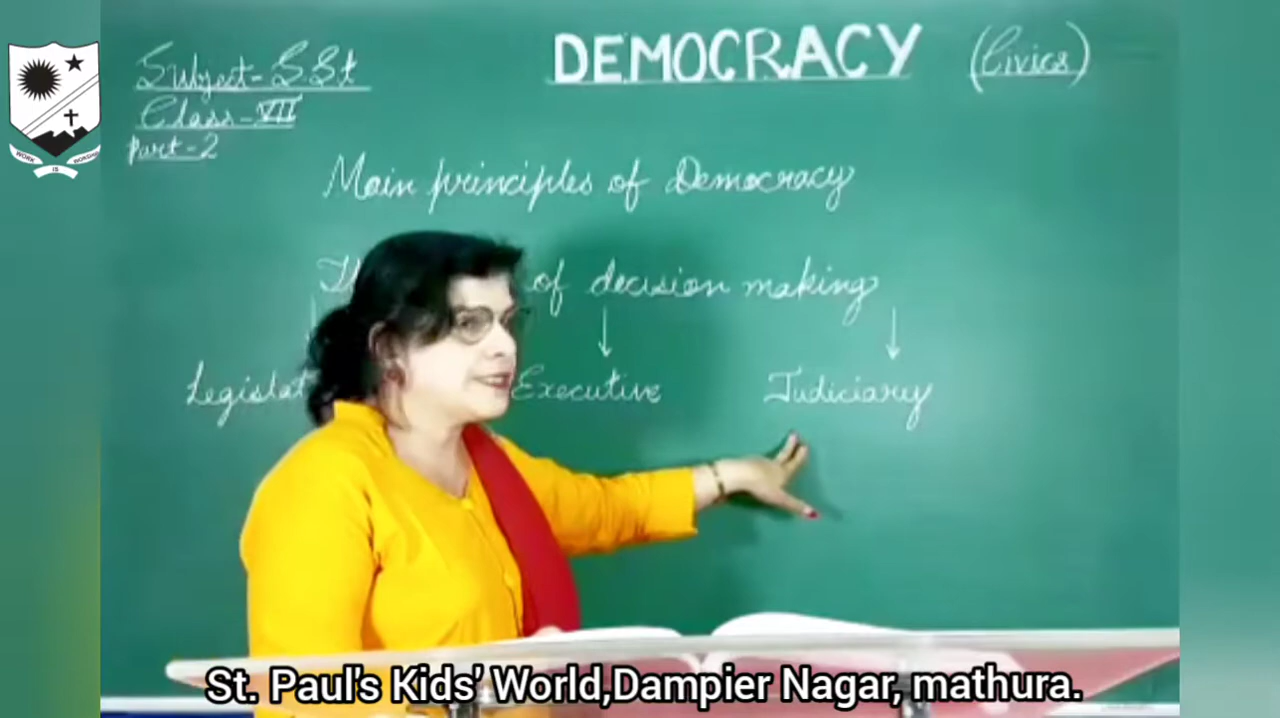 Subject- S.St
Class-VII
Part-2
DEMOCRACY (Civics)
Main principles of Democracy
of decision making
Executive Judiciary
WORK IS WORSHIP
St. Paul's Kids' World,Dampier Nagar, mathura.